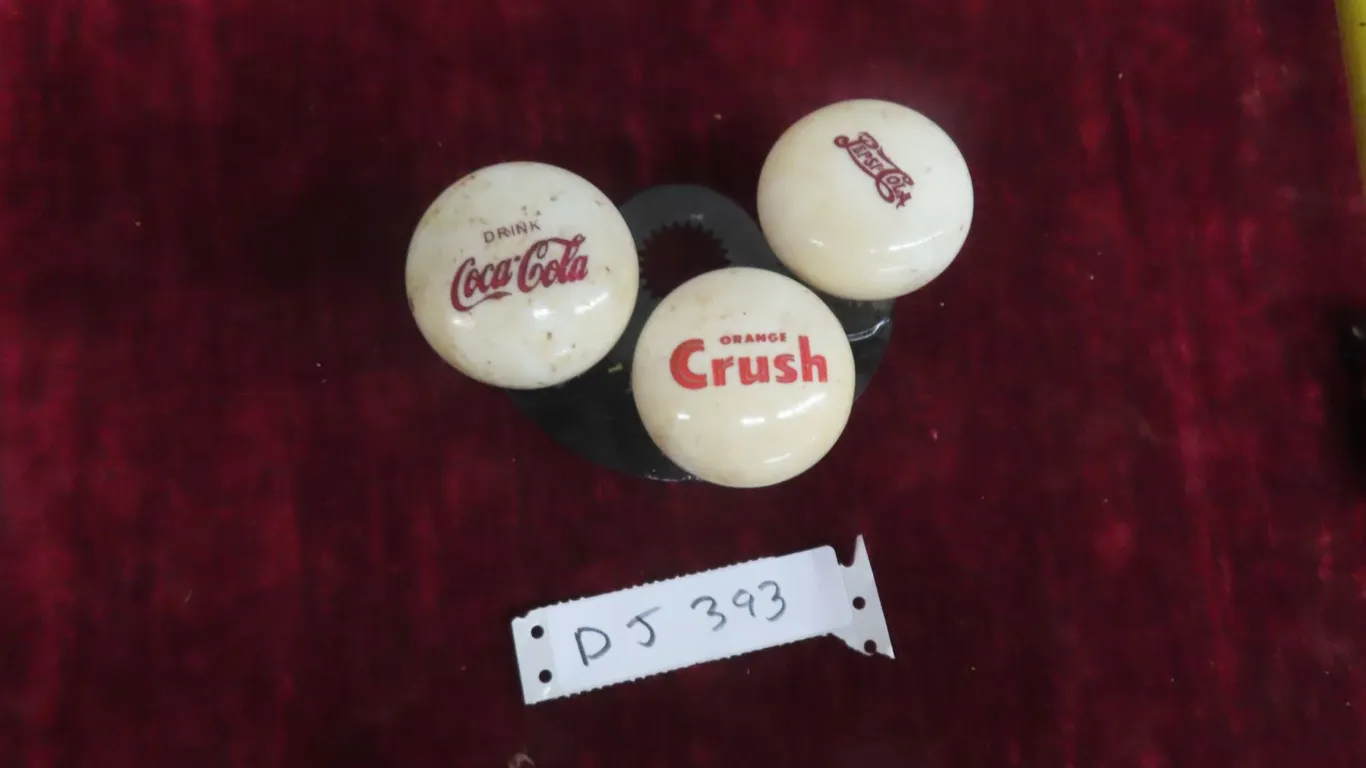 DRINK
Coca-Cola
PEPSI-COLA
ORANGE
Crush
DJ 393